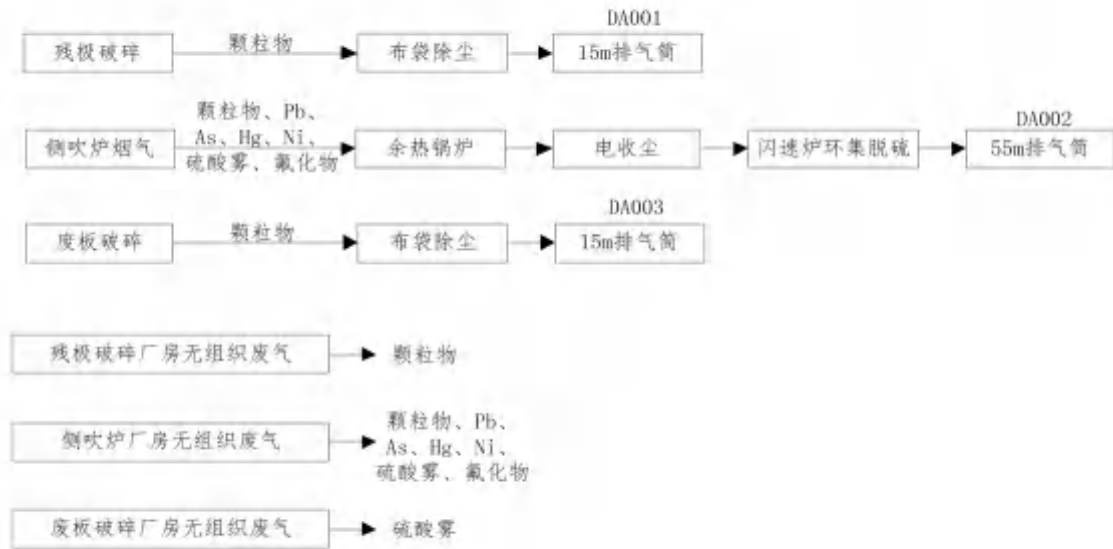 DA001
残极破碎
颗粒物
布袋除尘
15m排气筒
颗粒物、Pb、
As、Hg、Ni、
硫酸雾、氟化物
DA002
侧吹炉烟气
余热锅炉
电收尘
闪速炉环集脱硫
55m排气筒
DA003
废板破碎
颗粒物
布袋除尘
15m排气筒
残极破碎厂房无组织废气
颗粒物
侧吹炉厂房无组织废气
颗粒物、Pb、
As、Hg、Ni、
硫酸雾、氟化物
废板破碎厂房无组织废气
硫酸雾